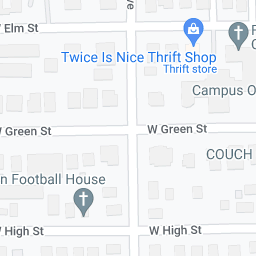 W Elm St
ve
Twice Is Nice Thrift Shop
Thrift store
Campus O
W Green St
W Green St
COUCH
n Football House
W High St
W High St